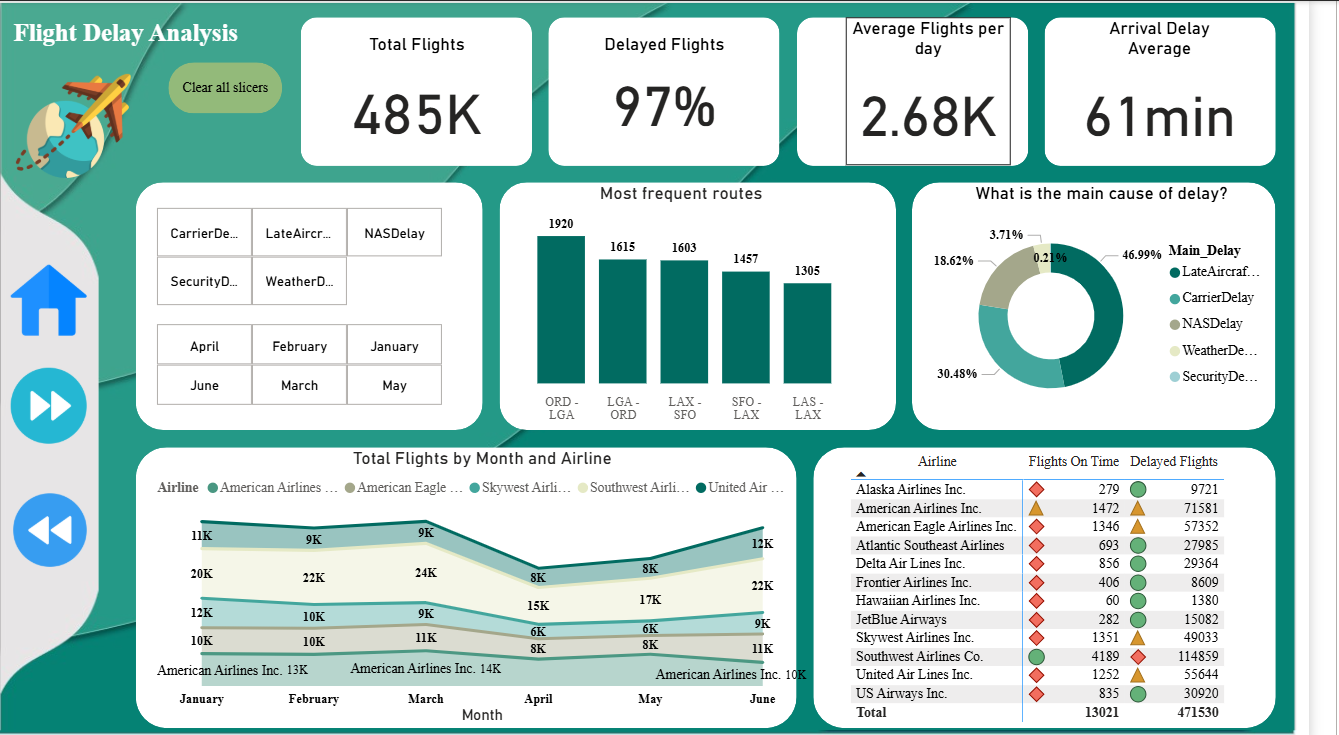 Flight Delay Analysis
Clear all slicers
Total Flights
485K
Delayed Flights
97%
Average Flights per
day
2.68K
Arrival Delay
Average
61min
CarrierDe...
LateAircr...
NASDelay
SecurityD...
WeatherD...
April
February
January
June
March
May
Most frequent routes
1920
1615
1603
1457
1305
ORD -
LGA
LGA -
ORD
LAX -
SFO
SFO -
LAX
LAS -
LAX
What is the main cause of delay?
3.71%
0.21%
46.99%
18.62%
30.48%
Main_Delay
LateAircraf...
CarrierDelay
NASDelay
WeatherDe...
SecurityDe...
Total Flights by Month and Airline
Airline American Airlines ... American Eagle ... Skywest Airli... Southwest Airli... United Air ...
11K 9K 9K 8K 8K 12K
20K 22K 24K 15K 17K 22K
12K 10K 9K 6K 6K 9K
10K 10K 11K 8K 8K 11K
American Airlines Inc. 13K American Airlines Inc. 14K American Airlines Inc. 10K
January February March April May June
Month
Airline Flights On Time Delayed Flights
Alaska Airlines Inc. 279 9721
American Airlines Inc. 1472 71581
American Eagle Airlines Inc. 1346 57352
Atlantic Southeast Airlines 693 27985
Delta Air Lines Inc. 856 29364
Frontier Airlines Inc. 406 8609
Hawaiian Airlines Inc. 60 1380
JetBlue Airways 282 15082
Skywest Airlines Inc. 1351 49033
Southwest Airlines Co. 4189 114859
United Air Lines Inc. 1252 55644
US Airways Inc. 835 30920
Total 13021 471530